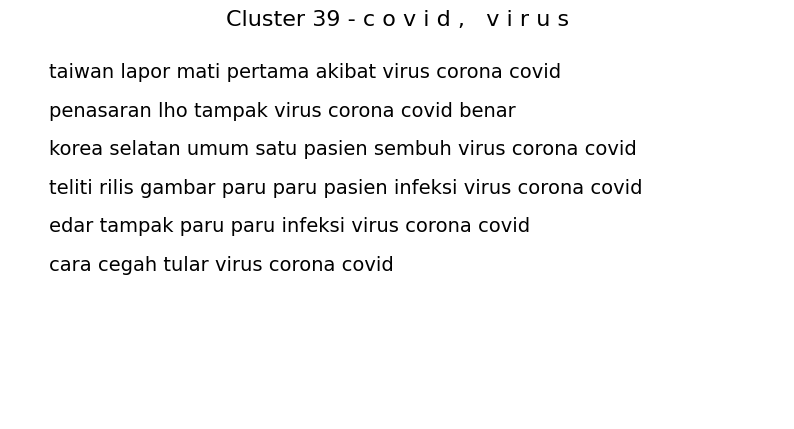 Cluster 39 - c o v i d ,   v i r u s
taiwan lapor mati pertama akibat virus corona covid
penasaran lho tampak virus corona covid benar
korea selatan umum satu pasien sembuh virus corona covid
teliti rilis gambar paru paru pasien infeksi virus corona covid
edar tampak paru paru infeksi virus corona covid
cara cegah tular virus corona covid